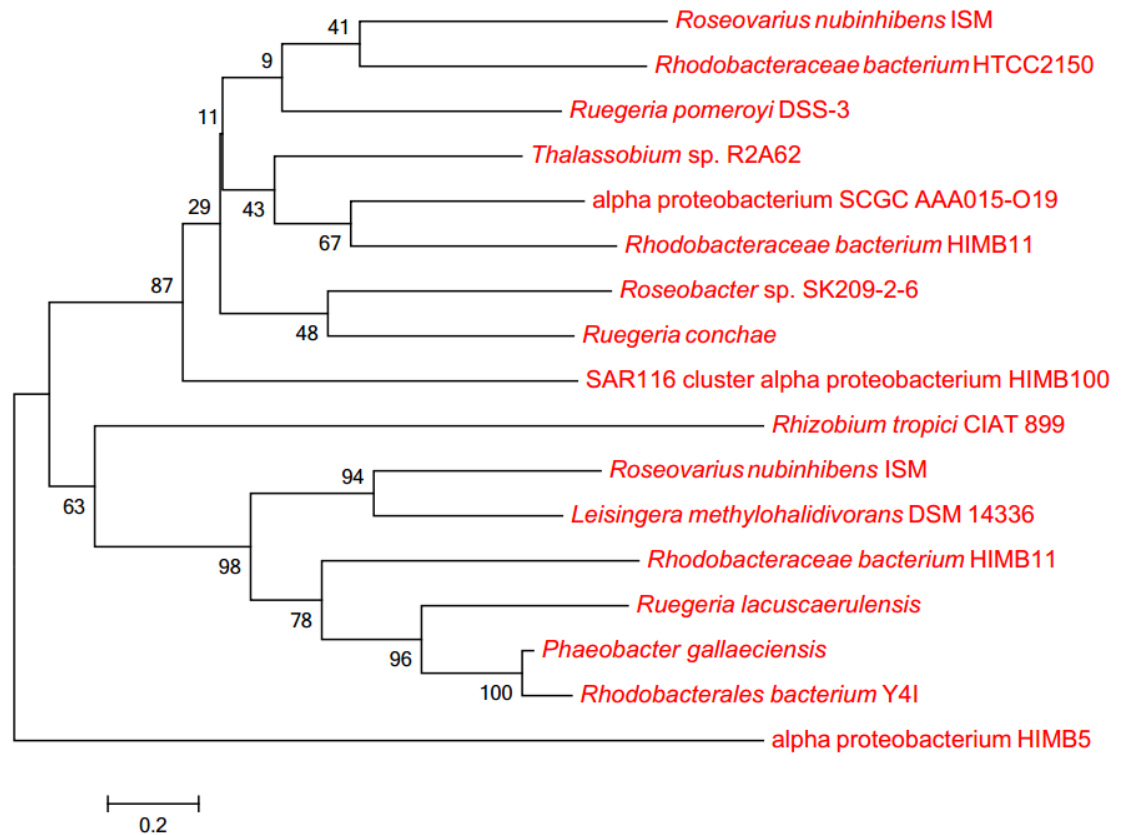 41
Roseovarius nubinhibens ISM
9
Rhodobacteraceae bacterium HTCC2150
11
Ruegeria pomeroyi DSS-3
Thalassobium sp. R2A62
29
43
alpha proteobacterium SCGC AAA015-O19
67
Rhodobacteraceae bacterium HIMB11
87
Roseobacter sp. SK209-2-6
48
Ruegeria conchae
SAR116 cluster alpha proteobacterium HIMB100
Rhizobium tropici CIAT 899
63
94
Roseovarius nubinhibens ISM
Leisingera methylohalidivorans DSM 14336
98
Rhodobacteraceae bacterium HIMB11
78
Ruegeria lacuscaerulensis
96
Phaeobacter gallaeciensis
100
Rhodobacterales bacterium Y4I
alpha proteobacterium HIMB5
0.2